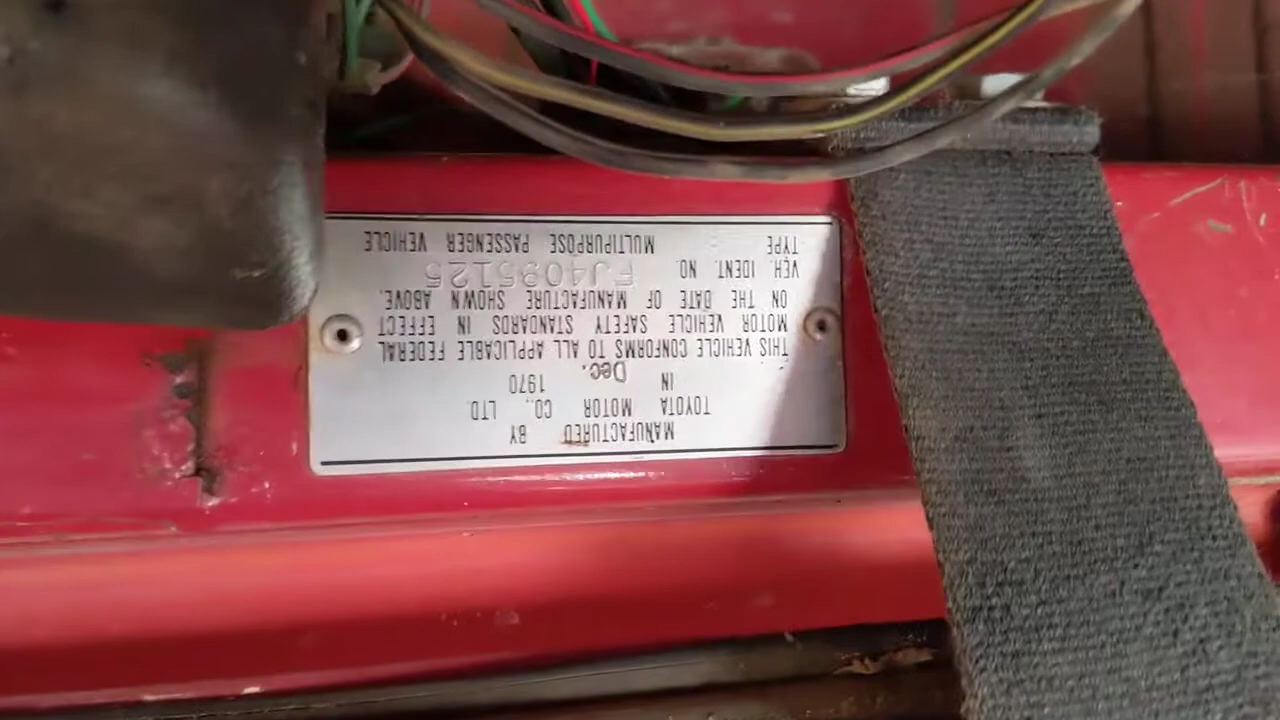 MANUFACTURED BY
TOYOTA MOTOR CO., LTD.
IN Dec. 1970
THIS VEHICLE CONFORMS TO ALL APPLICABLE FEDERAL
MOTOR VEHICLE SAFETY STANDARDS IN EFFECT
ON THE DATE OF MANUFACTURE SHOWN ABOVE.
VEH. IDENT. NO. FJ4095125
TYPE : MULTIPURPOSE PASSENGER VEHICLE